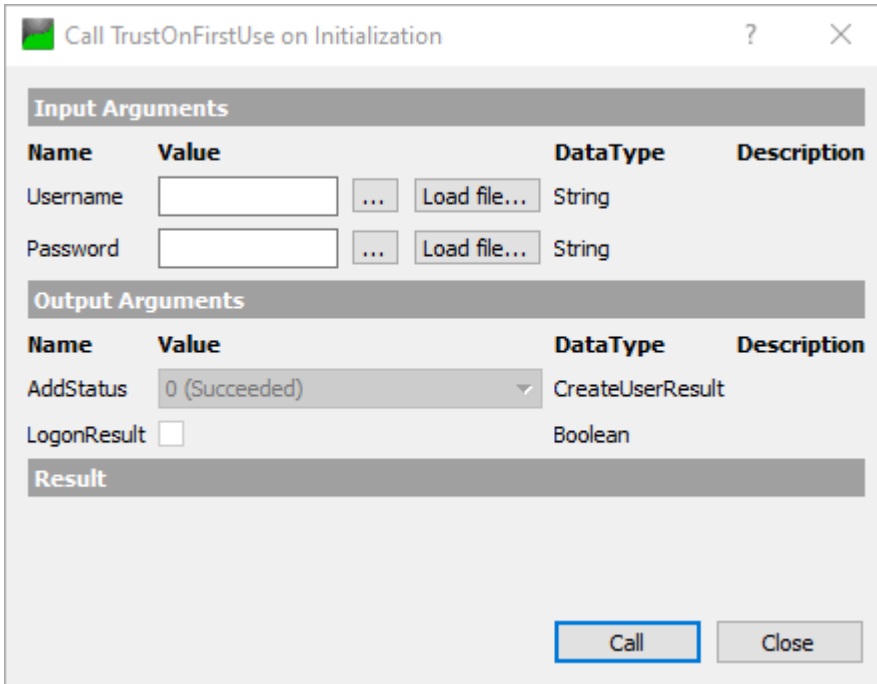 Call TrustOnFirstUse on Initialization ?
Input Arguments
Name Value DataType Description
Username ... Load file... String
Password ... Load file... String
Output Arguments
Name Value DataType Description
AddStatus 0 (Succeeded) CreateUserResult
LogonResult Boolean
Result
Call Close